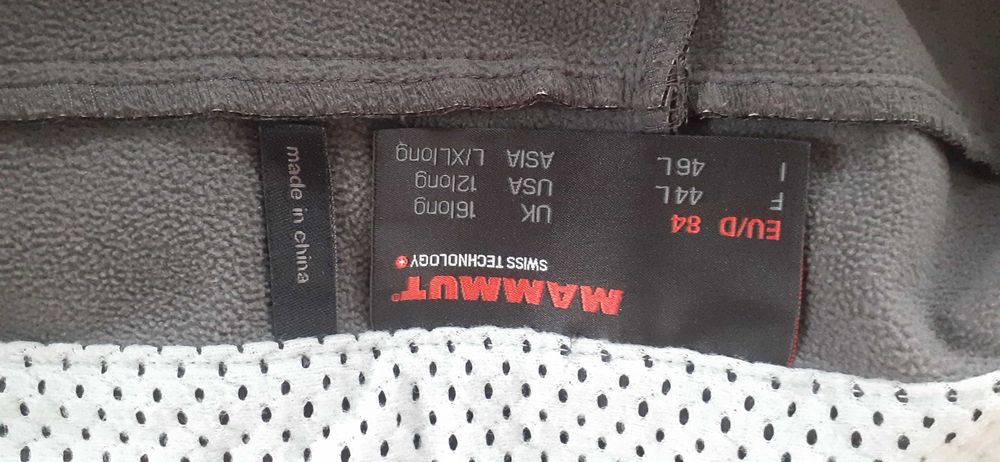 MAMMUT
SWISS TECHNOLOGY
EU/D 84 UK 16long
F 44L USA 12long
I 46L ASIA L/XLlong
made in china